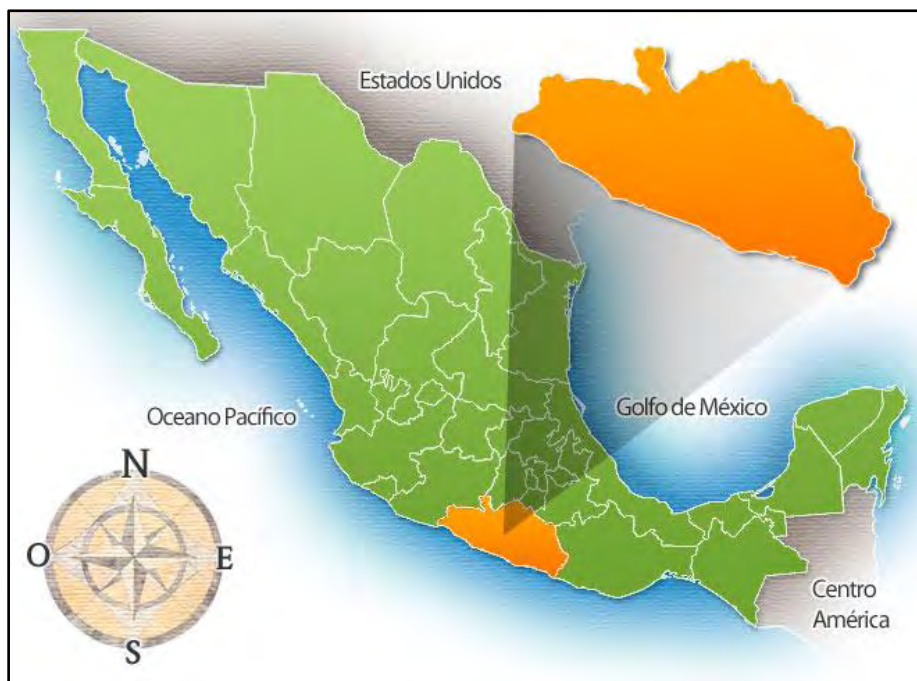 Estados Unidos
Oceano Pacífico
Golfo de México
N
O
E
S
Centro
América